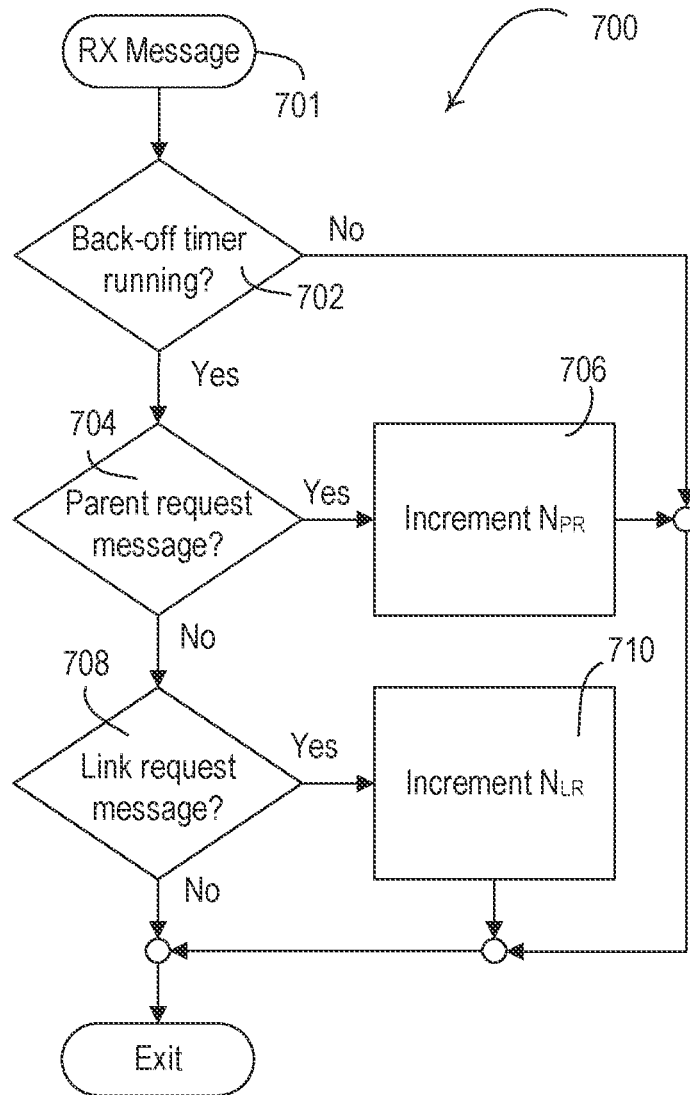 700
RX Message
701
Back-off timer
running?
702
No
Yes
704
706
Parent request
message?
Yes
Increment NPR
No
708
710
Link request
message?
Yes
Increment NLR
No
Exit